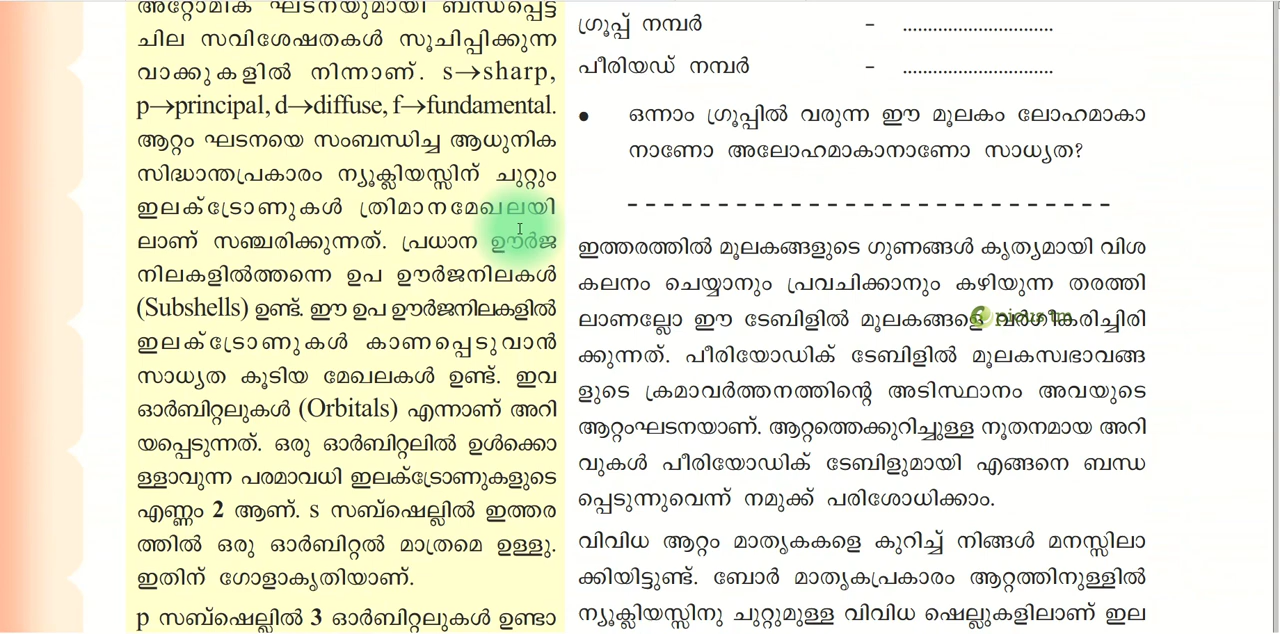 അറ്റോമിക ഘടനയുമായി ബന്ധപ്പെട്ട
ചില സവിശേഷതകൾ സൂചിപ്പിക്കുന്ന
വാക്കുകളിൽ നിന്നാണ്. s→sharp,
p→principal, d→diffuse, f→fundamental.
ആറ്റം ഘടനയെ സംബന്ധിച്ച ആധുനിക
സിദ്ധാന്തപ്രകാരം ന്യൂക്ലിയസ്സിന് ചുറ്റും
ഇലക്ട്രോണുകൾ ത്രിമാനമേഖലയി
ലാണ് സഞ്ചരിക്കുന്നത്. പ്രധാന ഊർജ
നിലകളിൽത്തന്നെ ഉപ ഊർജനിലകൾ
(Subshells) ഉണ്ട്. ഈ ഉപ ഊർജനിലകളിൽ
ഇലക്ട്രോണുകൾ കാണപ്പെടുവാൻ
സാധ്യത കൂടിയ മേഖലകൾ ഉണ്ട്. ഇവ
ഓർബിറ്റലുകൾ (Orbitals) എന്നാണ് അറി
യപ്പെടുന്നത്. ഒരു ഓർബിറ്റലിൽ ഉൾക്കൊ
ള്ളാവുന്ന പരമാവധി ഇലക്ട്രോണുകളുടെ
എണ്ണം 2 ആണ്. s സബ്ഷെല്ലിൽ ഇത്തര
ത്തിൽ ഒരു ഓർബിറ്റൽ മാത്രമെ ഉള്ളു.
ഇതിന് ഗോളാകൃതിയാണ്.
p സബ്ഷെല്ലിൽ 3 ഓർബിറ്റലുകൾ ഉണ്ടാ
ഗ്രൂപ്പ് നമ്പർ – ..............................
പീരിയഡ് നമ്പർ – ..............................
• ഒന്നാം ഗ്രൂപ്പിൽ വരുന്ന ഈ മൂലകം ലോഹമാകാ
നാണോ അലോഹമാകാനാണോ സാധ്യത?
ഇത്തരത്തിൽ മൂലകങ്ങളുടെ ഗുണങ്ങൾ കൃത്യമായി വിശ
കലനം ചെയ്യാനും പ്രവചിക്കാനും കഴിയുന്ന തരത്തി
ലാണല്ലോ ഈ ടേബിളിൽ മൂലകങ്ങളെ വർഗീകരിച്ചിരി
ക്കുന്നത്. പീരിയോഡിക് ടേബിളിൽ മൂലകസ്വഭാവങ്ങ
ളുടെ ക്രമാവർത്തനത്തിന്റെ അടിസ്ഥാനം അവയുടെ
ആറ്റംഘടനയാണ്. ആറ്റത്തെക്കുറിച്ചുള്ള നൂതനമായ അറി
വുകൾ പീരിയോഡിക് ടേബിളുമായി എങ്ങനെ ബന്ധ
പ്പെടുന്നുവെന്ന് നമുക്ക് പരിശോധിക്കാം.
വിവിധ ആറ്റം മാതൃകകളെ കുറിച്ച് നിങ്ങൾ മനസ്സിലാ
ക്കിയിട്ടുണ്ട്. ബോർ മാതൃകപ്രകാരം ആറ്റത്തിനുള്ളിൽ
ന്യൂക്ലിയസ്സിനു ചുറ്റുമുള്ള വിവിധ ഷെല്ലുകളിലാണ് ഇല